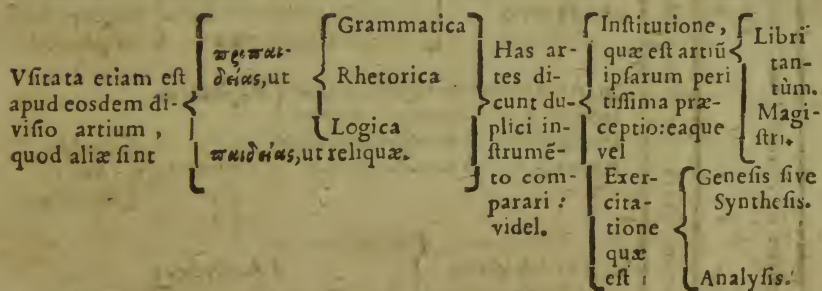 Vſitata etiam eſt
apud eosdem di-
viſio artium,
quod aliæ ſint
ϖροπαι-
δείας, ut
Grammatica
Rhetorica
Logica
ϖαιδείας, ut reliquæ.
Has ar-
tes di-
cunt du-
plici in-
ſtrumẽ-
to com-
parari:
videl.
Inſtitutione,
quæ eſt artiũ
ipſarum peri
tiſſima præ-
ceptio: eaque
vel
Libri
tan-
tùm.
Magi-
ſtri.
Exer-
cita-
tione
quæ
eſt
Geneſis ſive
Syntheſis.
Analyſis.